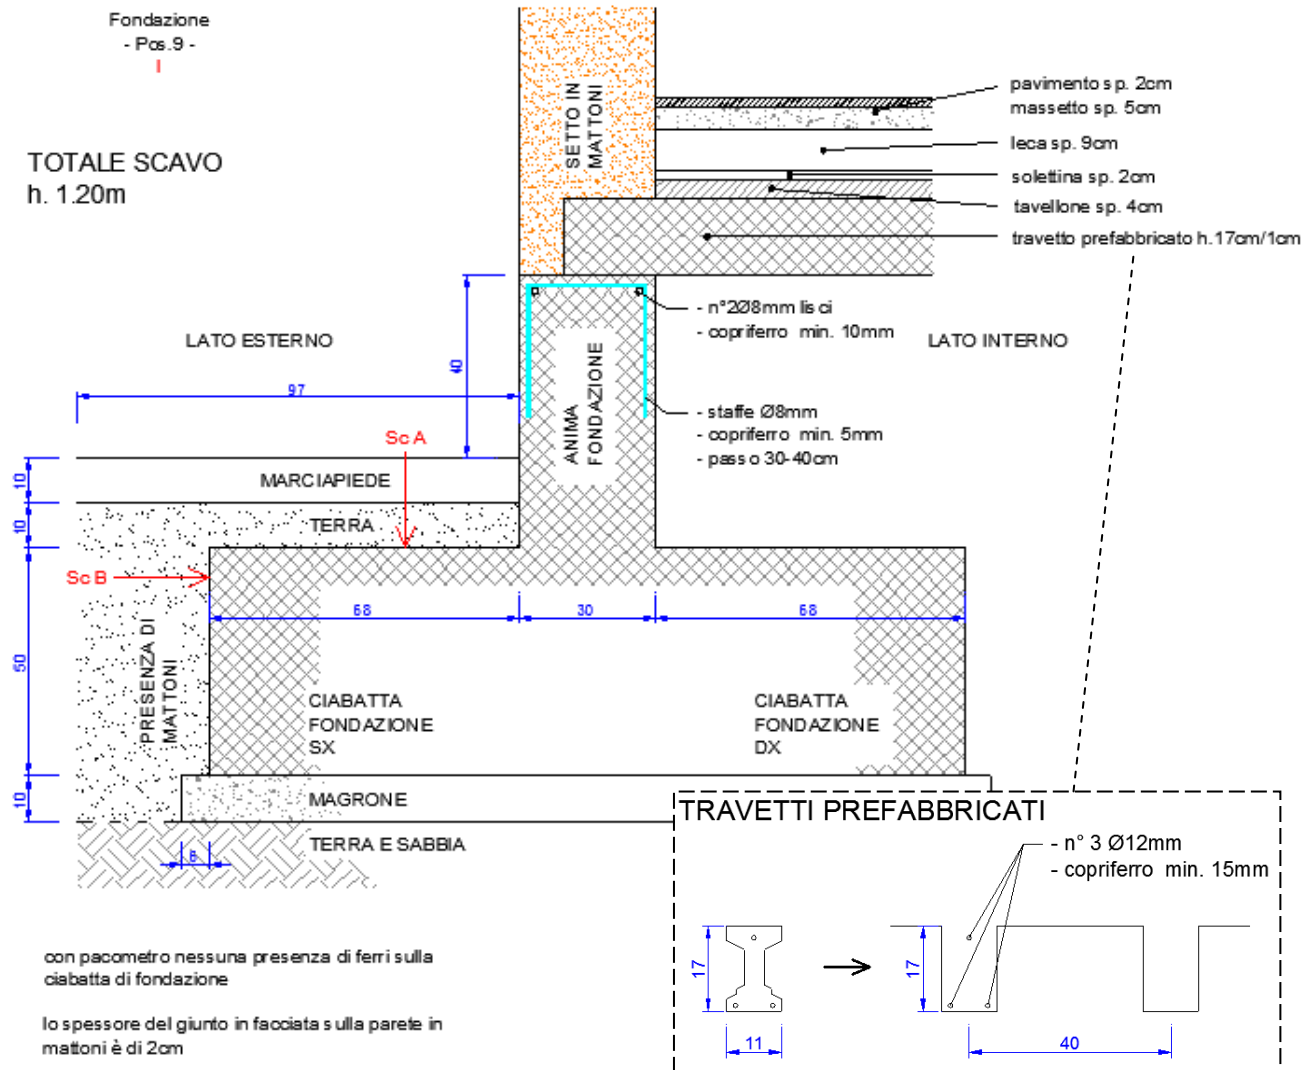 Fondazione
- Pos.9 -
I
TOTALE SCAVO
h. 1.20m
SETTO IN
MATTONI
pavimento sp. 2cm
massetto sp. 5cm
leca sp. 9cm
solettina sp. 2cm
tavellone sp. 4cm
travetto prefabbricato h.17cm/1cm
- n°2Ø8mm lisci
- copriferro min. 10mm
LATO ESTERNO
LATO INTERNO
40
97
ANIMA
FONDAZIONE
- staffe Ø8mm
- copriferro min. 5mm
- passo 30-40cm
Sc A
10
MARCIAPIEDE
10
TERRA
Sc B
68
30
68
50
PRESENZA DI
MATTONI
CIABATTA
FONDAZIONE
SX
CIABATTA
FONDAZIONE
DX
10
MAGRONE
TERRA E SABBIA
6
TRAVETTI PREFABBRICATI
- n° 3 Ø12mm
- copriferro min. 15mm
17
17
11
40
con pacometro nessuna presenza di ferri sulla
ciabatta di fondazione
lo spessore del giunto in facciata sulla parete in
mattoni è di 2cm